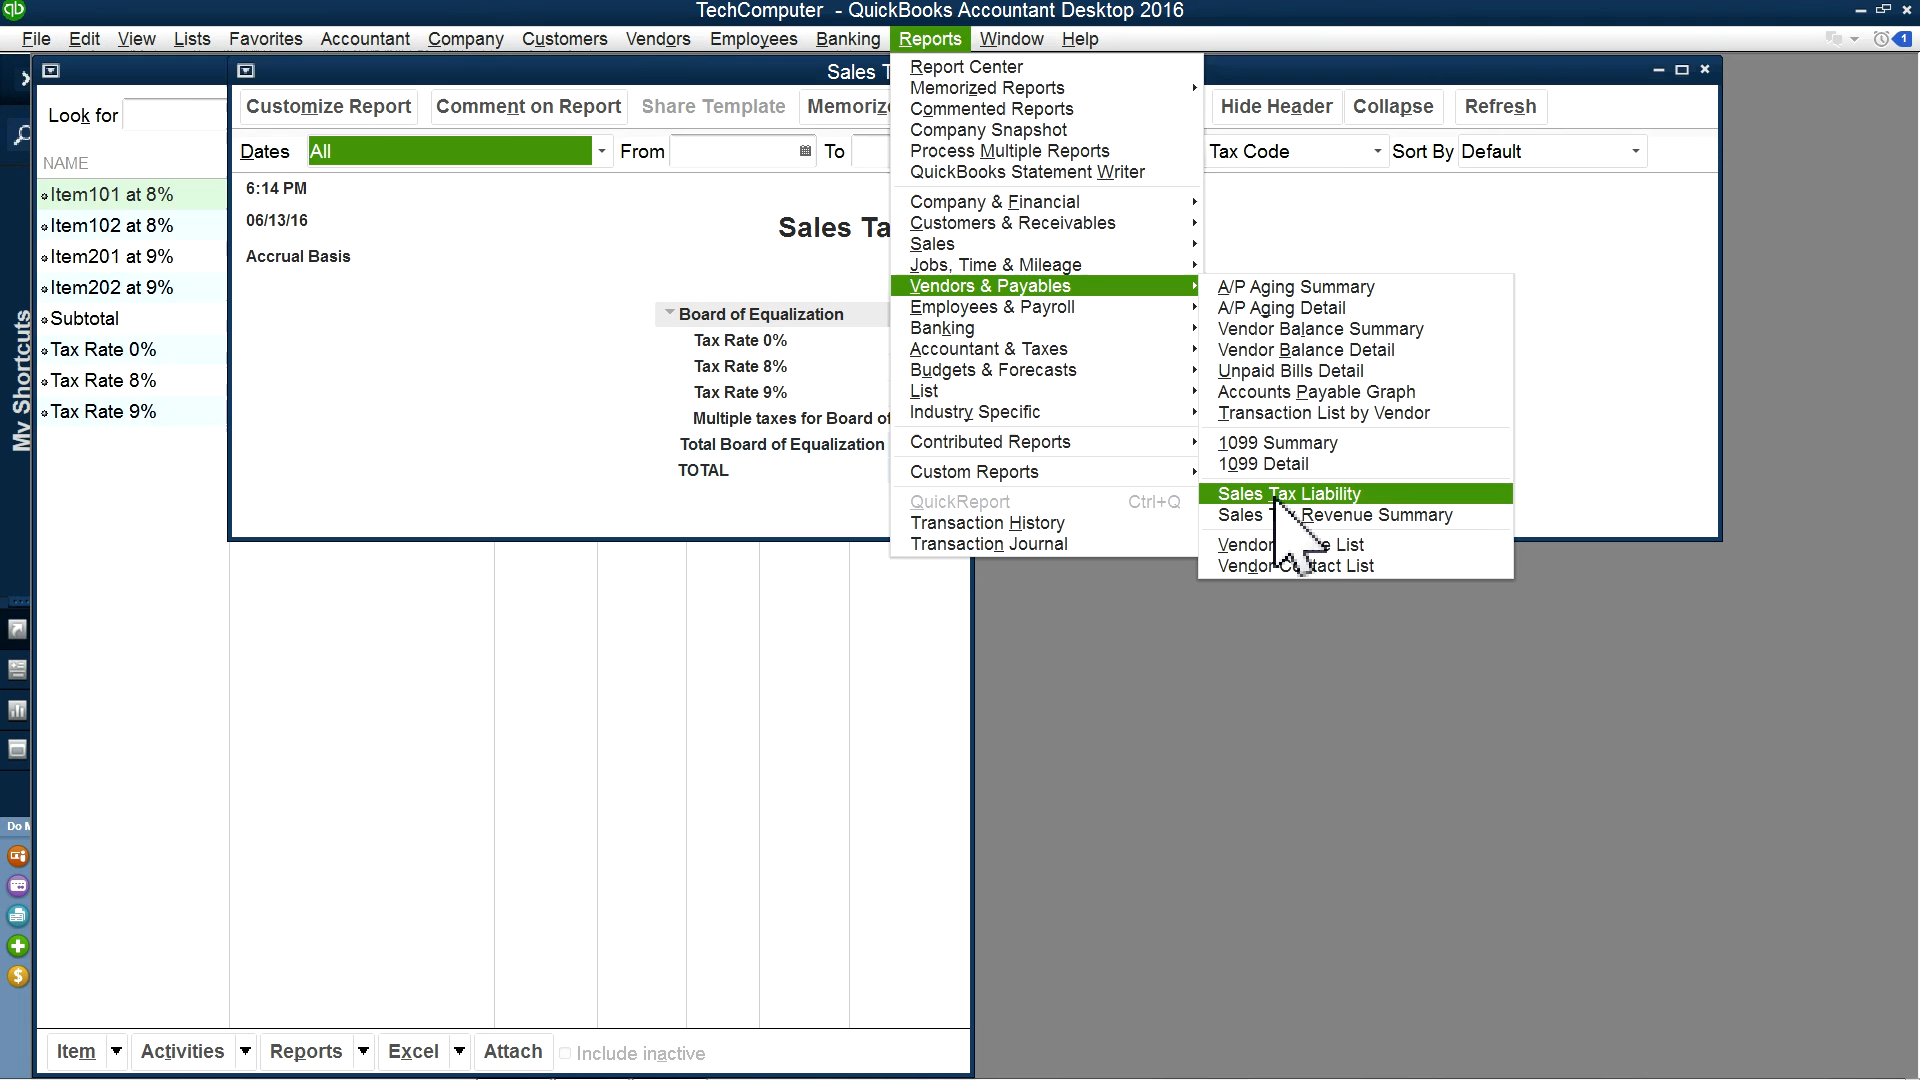 TechComputer - QuickBooks Accountant Desktop 2016
File Edit View Lists Favorites Accountant Company Customers Vendors Employees Banking Reports Window Help
1
Look for
NAME
Item101 at 8%
Item102 at 8%
Item201 at 9%
Item202 at 9%
Subtotal
Tax Rate 0%
Tax Rate 8%
Tax Rate 9%
My Shortcuts
Do M
Sales T
Customize Report Comment on Report Share Template Memoriz Hide Header Collapse Refresh
Dates All From To Tax Code Sort By Default
6:14 PM
06/13/16
Accrual Basis
Sales Ta
Board of Equalization
Tax Rate 0%
Tax Rate 8%
Tax Rate 9%
Multiple taxes for Board of
Total Board of Equalization
TOTAL
Report Center
Memorized Reports
Commented Reports
Company Snapshot
Process Multiple Reports
QuickBooks Statement Writer
Company & Financial
Customers & Receivables
Sales
Jobs, Time & Mileage
Vendors & Payables
Employees & Payroll
Banking
Accountant & Taxes
Budgets & Forecasts
List
Industry Specific
Contributed Reports
Custom Reports
QuickReport Ctrl+Q
Transaction History
Transaction Journal
A/P Aging Summary
A/P Aging Detail
Vendor Balance Summary
Vendor Balance Detail
Unpaid Bills Detail
Accounts Payable Graph
Transaction List by Vendor
1099 Summary
1099 Detail
Sales Tax Liability
Sales Revenue Summary
Vendor List
Vendor List
Item Activities Reports Excel Attach Include inactive